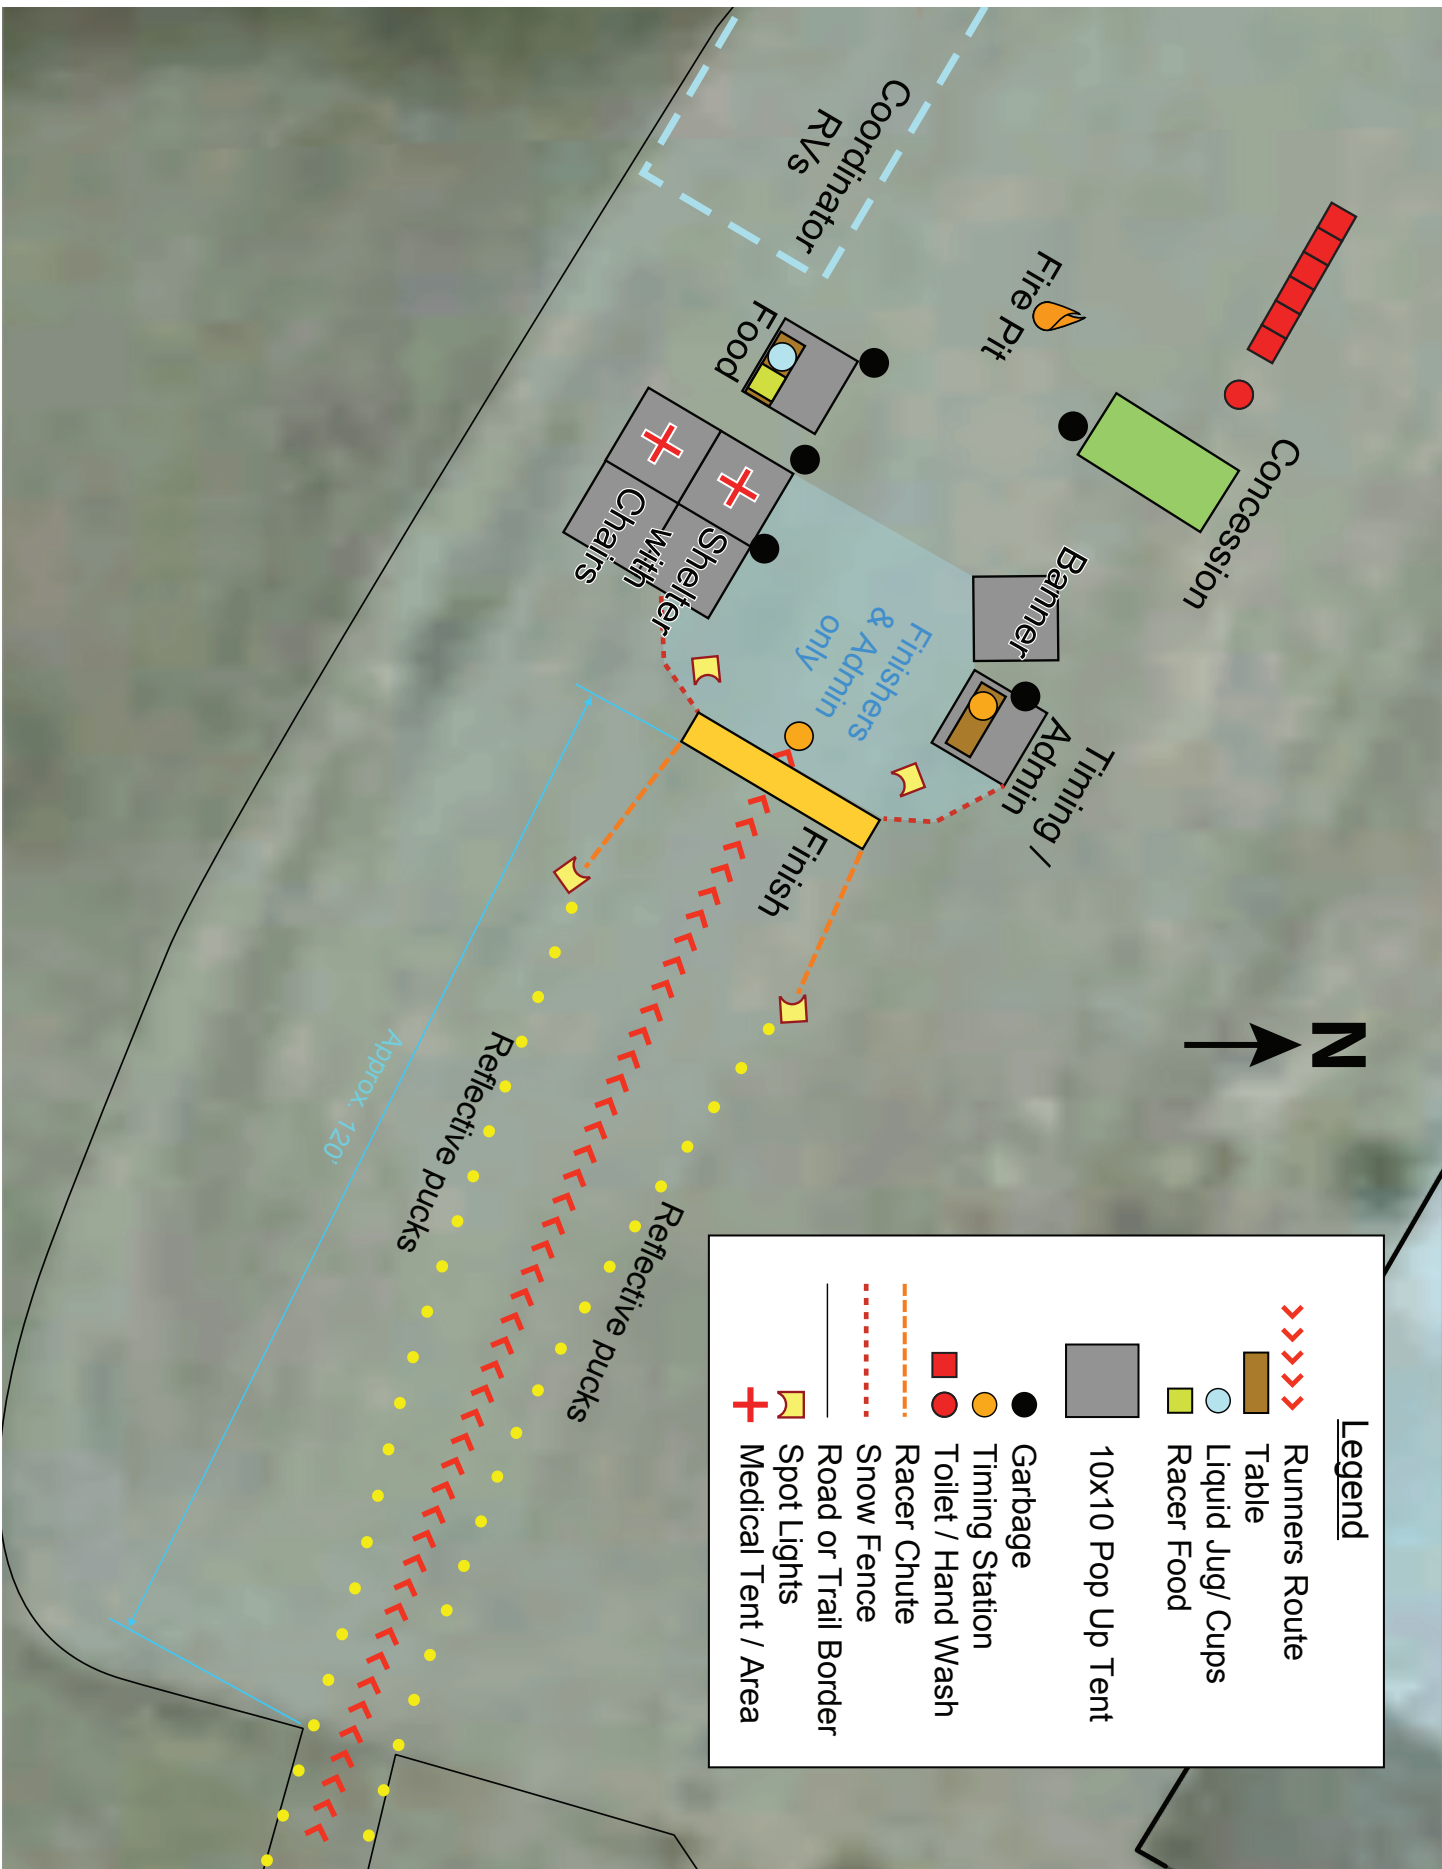 N
Coordinator
RVs
Fire Pit
Concession
Food
Banner
Shelter
with
Chairs
Finishers
& Admin
only
Timing /
Admin
Finish
Approx. 120'
Reflective pucks
Reflective pucks
Legend
Runners Route
Table
Liquid Jug/ Cups
Racer Food
10x10 Pop Up Tent
Garbage
Timing Station
Toilet / Hand Wash
Racer Chute
Snow Fence
Road or Trail Border
Spot Lights
Medical Tent / Area